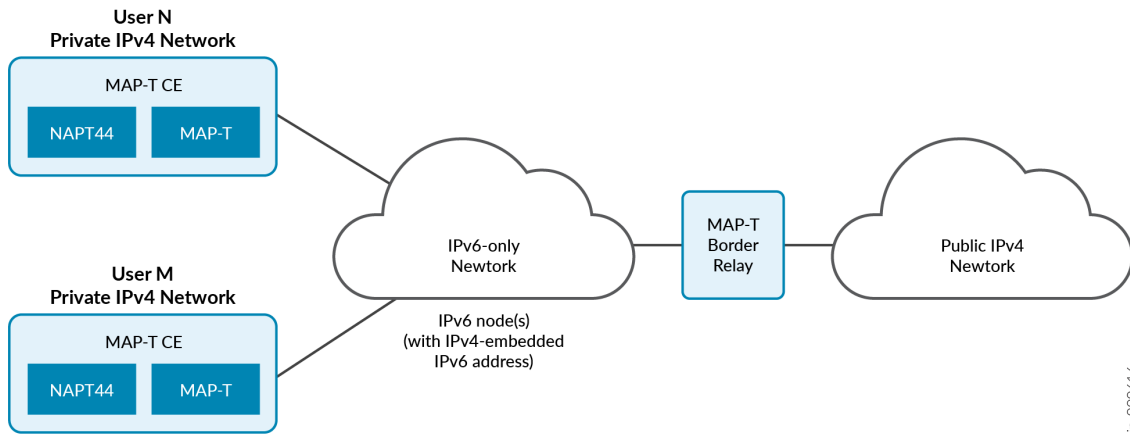 User N
Private IPv4 Network
MAP-T CE
NAPT44
MAP-T
IPv6-only
Newtork
MAP-T
Border
Relay
Public IPv4
Newtork
User M
Private IPv4 Network
MAP-T CE
NAPT44
MAP-T
IPv6 node(s)
(with IPv4-embedded
IPv6 address)